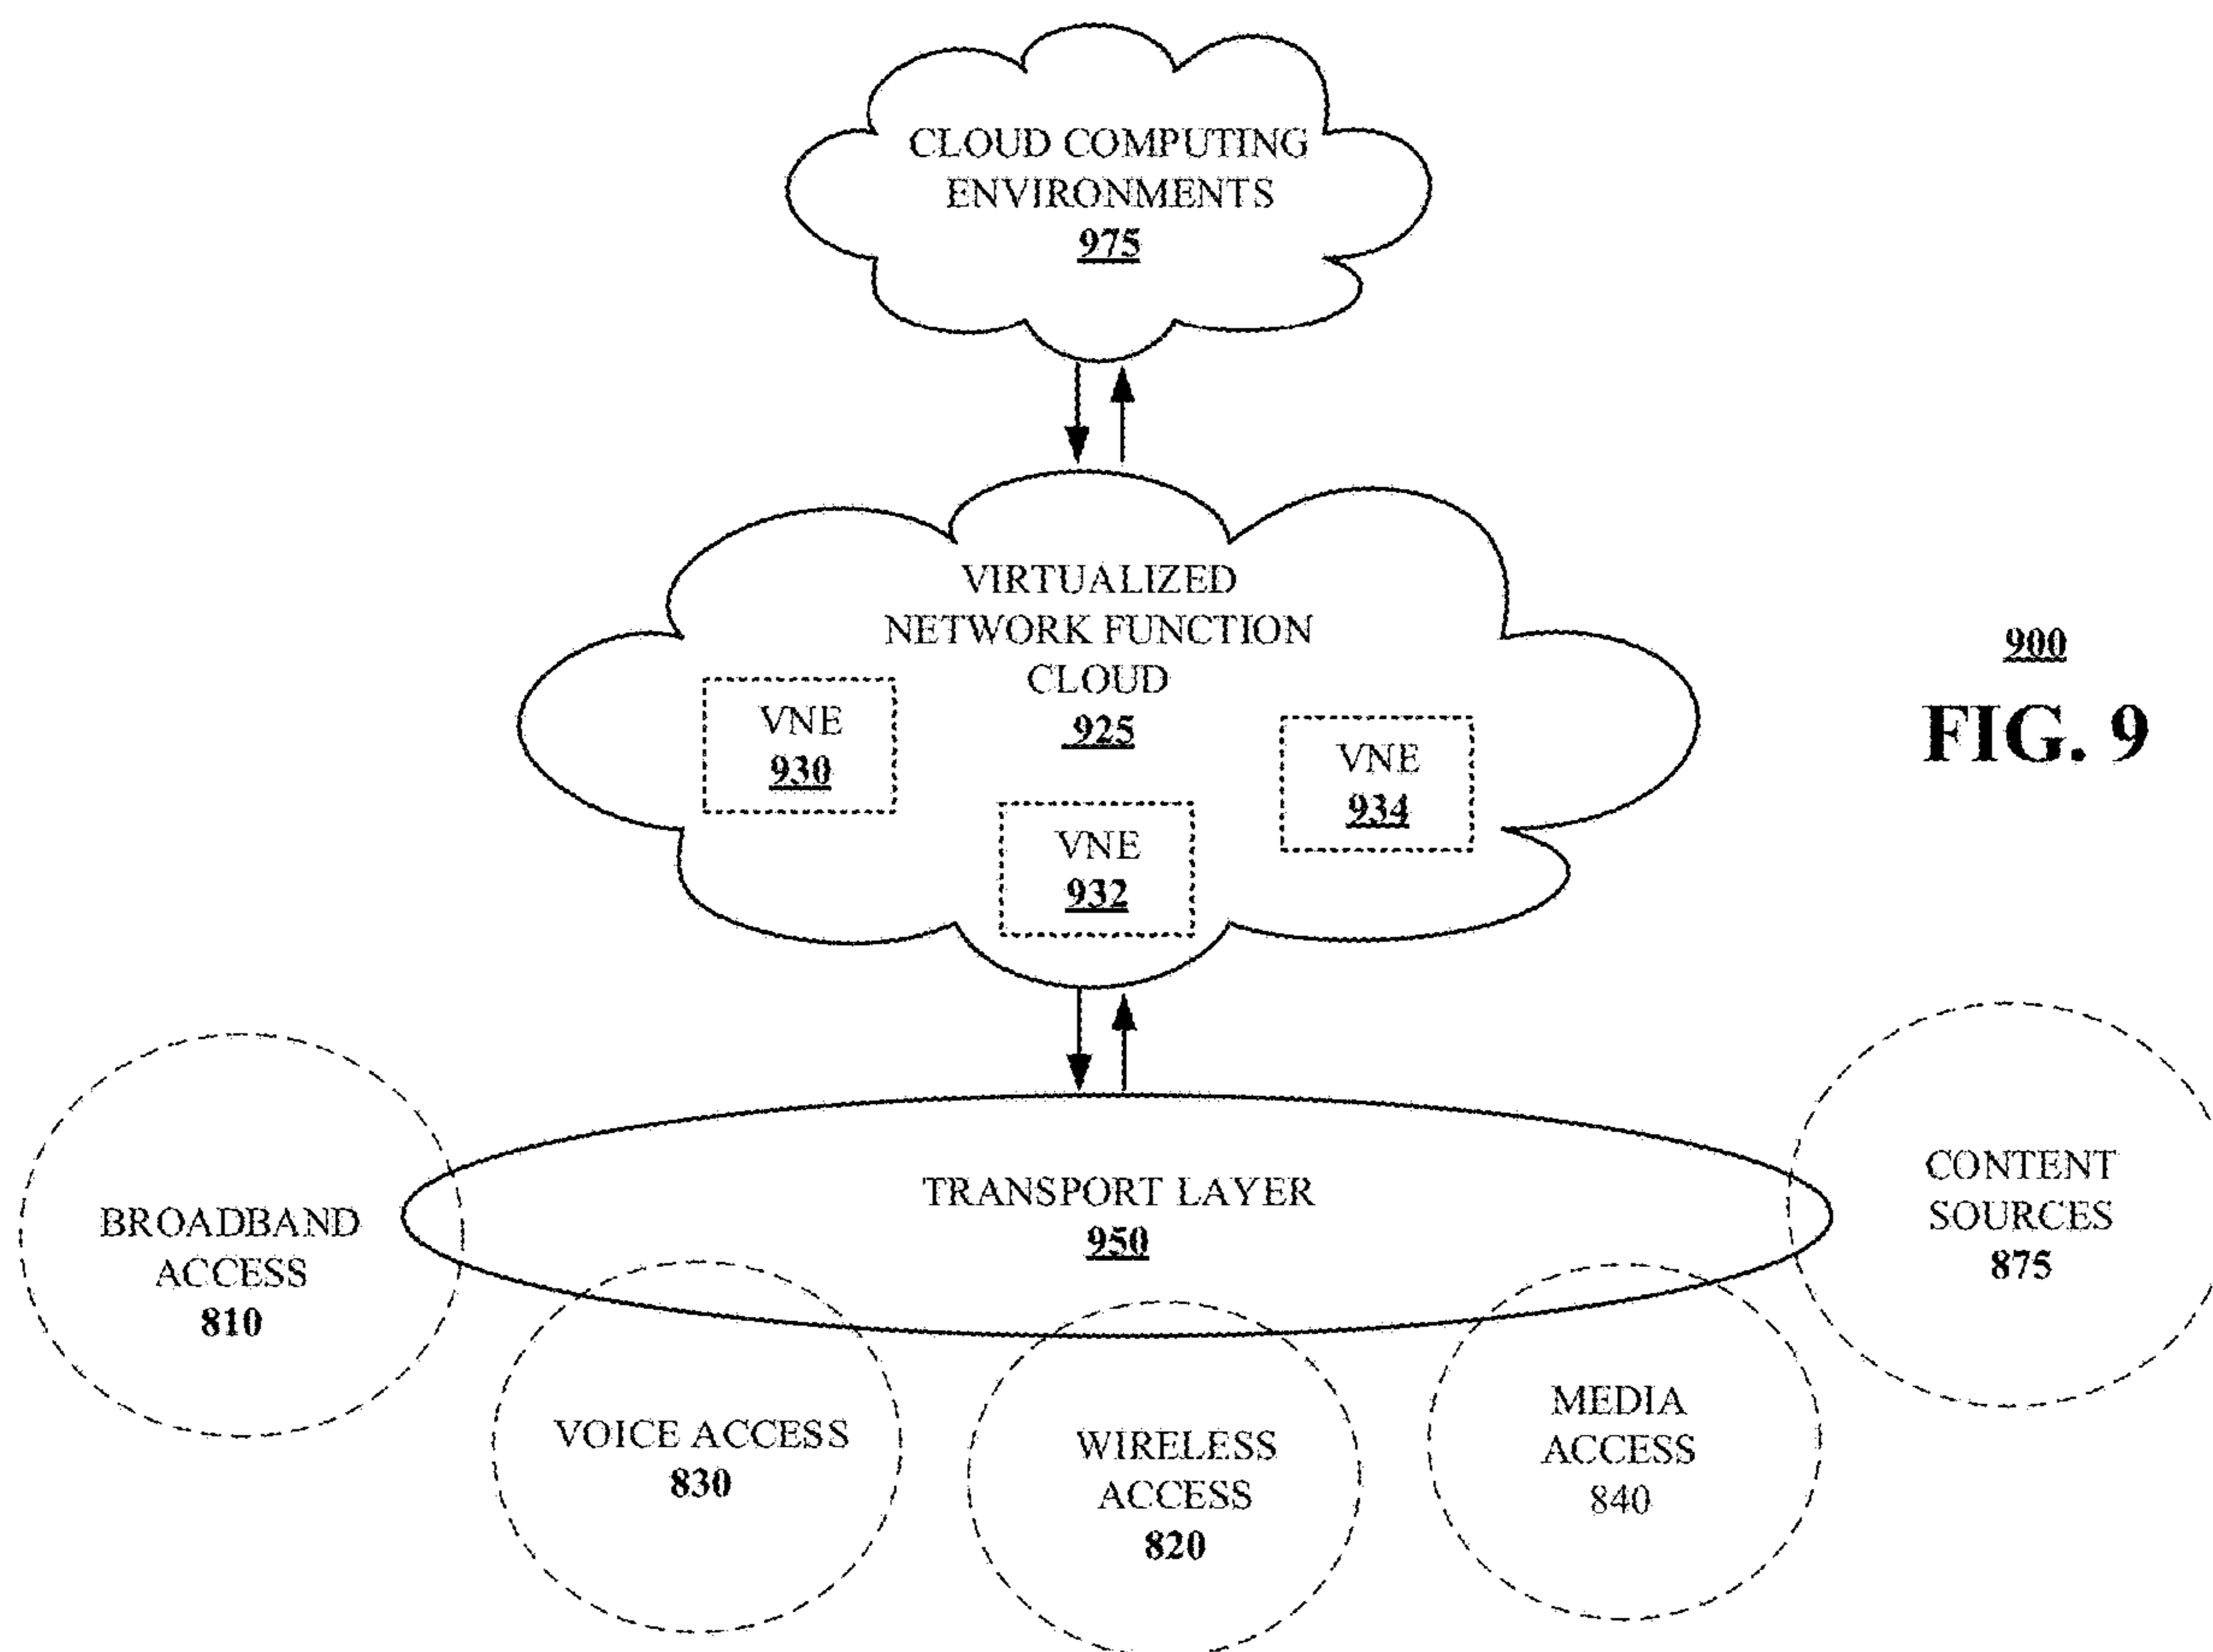 CLOUD COMPUTING
ENVIRONMENTS
975
VIRTUALIZED
NETWORK FUNCTION
CLOUD
925
VNE
930
VNE
932
VNE
934
900
FIG. 9
TRANSPORT LAYER
950
BROADBAND
ACCESS
810
VOICE ACCESS
830
WIRELESS
ACCESS
820
MEDIA
ACCESS
840
CONTENT
SOURCES
875